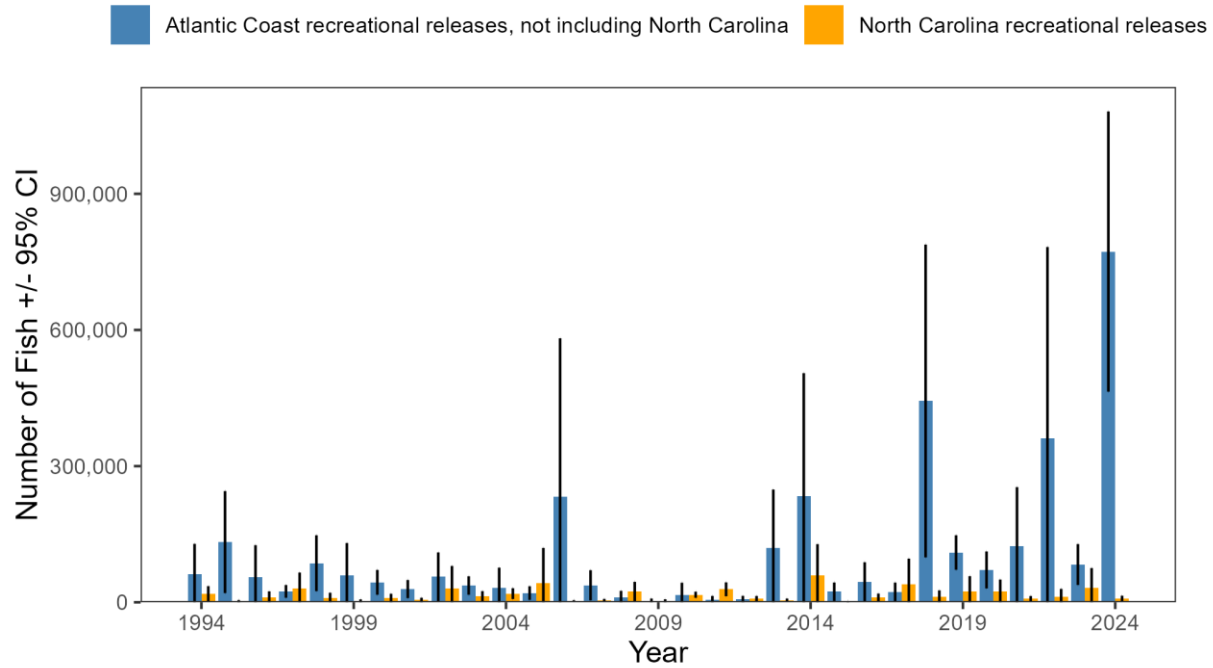 Atlantic Coast recreational releases, not including North Carolina
North Carolina recreational releases
Number of Fish +/- 95% CI
900,000
600,000
300,000
0
1994
1999
2004
2009
2014
2019
2024
Year